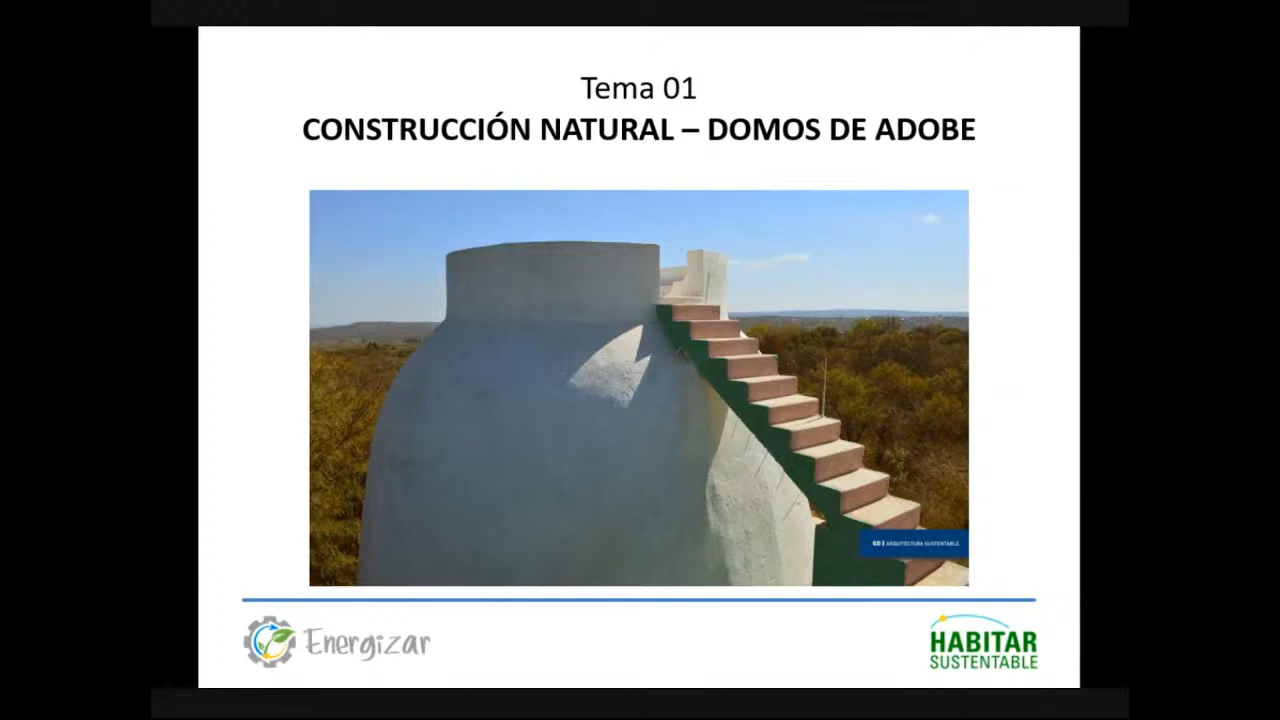 Tema 01
CONSTRUCCIÓN NATURAL – DOMOS DE ADOBE
GD | ARQUITECTURA SUSTENTABLE
Energizar
HABITAR
SUSTENTABLE